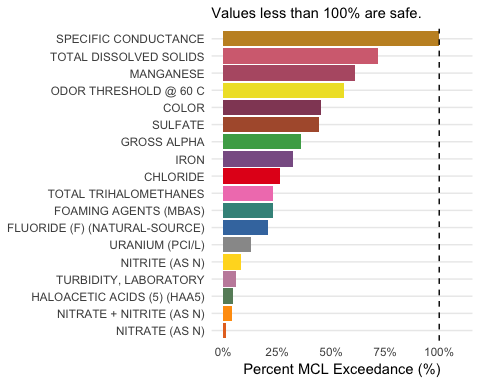 Values less than 100% are safe.
SPECIFIC CONDUCTANCE
TOTAL DISSOLVED SOLIDS
MANGANESE
ODOR THRESHOLD @ 60 C
COLOR
SULFATE
GROSS ALPHA
IRON
CHLORIDE
TOTAL TRIHALOMETHANES
FOAMING AGENTS (MBAS)
FLUORIDE (F) (NATURAL-SOURCE)
URANIUM (PCI/L)
NITRITE (AS N)
TURBIDITY, LABORATORY
HALOACETIC ACIDS (5) (HAA5)
NITRATE + NITRITE (AS N)
NITRATE (AS N)
0% 25% 50% 75% 100%
Percent MCL Exceedance (%)